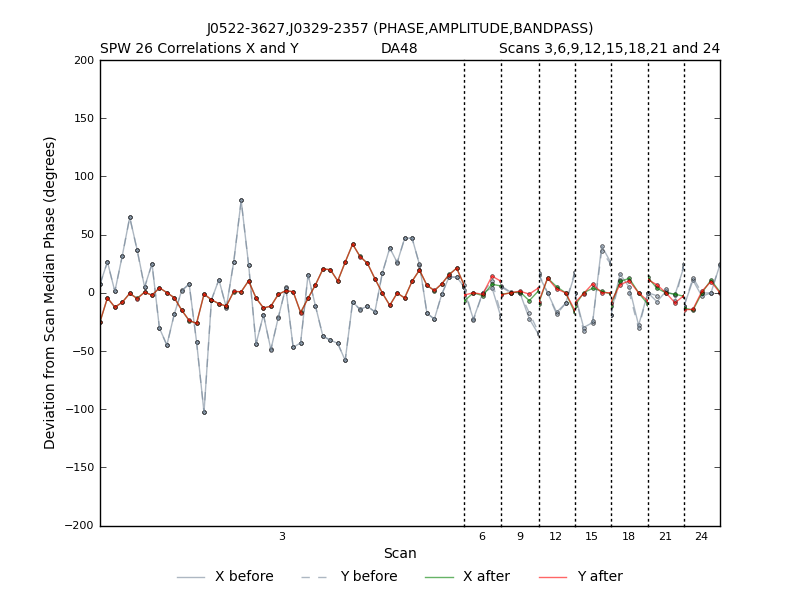 J0522-3627,J0329-2357 (PHASE,AMPLITUDE,BANDPASS)
SPW 26 Correlations X and Y DA48 Scans 3,6,9,12,15,18,21 and 24
200
150
100
50
0
−50
−100
−150
−200
Deviation from Scan Median Phase (degrees)
3 6 9 12 15 18 21 24
Scan
X before Y before X after Y after